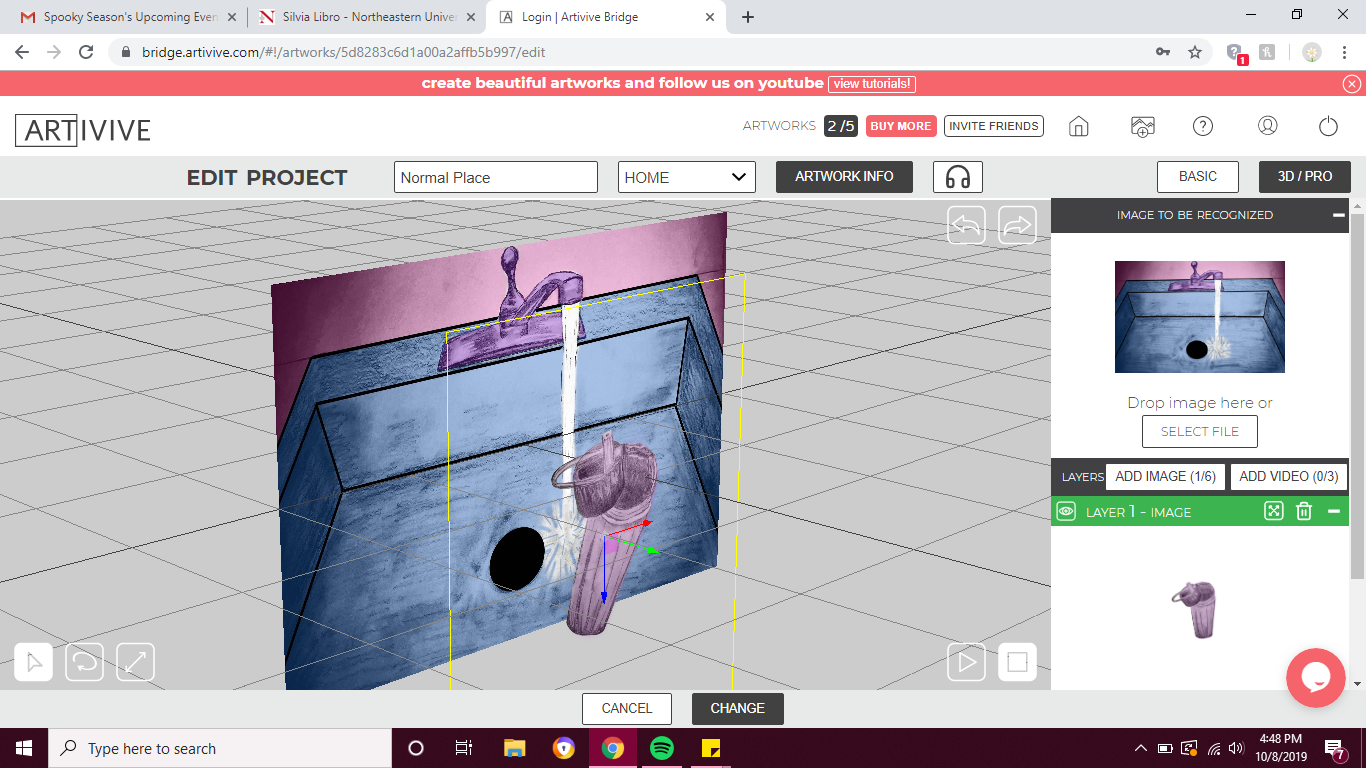 Spooky Season's Upcoming Even
Silvia Libro - Northeastern Univer
Login | Artivive Bridge
bridge.artivive.com/#!/artworks/5d8283c6d1a00a2affb5b997/edit
1
create beautiful artworks and follow us on youtube view tutorials!
ARTIVIVE
ARTWORKS 2 /5 BUY MORE INVITE FRIENDS
EDIT PROJECT Normal Place HOME ARTWORK INFO BASIC 3D / PRO
IMAGE TO BE RECOGNIZED
Drop image here or
SELECT FILE
LAYERS ADD IMAGE (1/6) ADD VIDEO (0/3)
LAYER 1 - IMAGE
CANCEL CHANGE
Type here to search
4:48 PM
10/8/2019
7